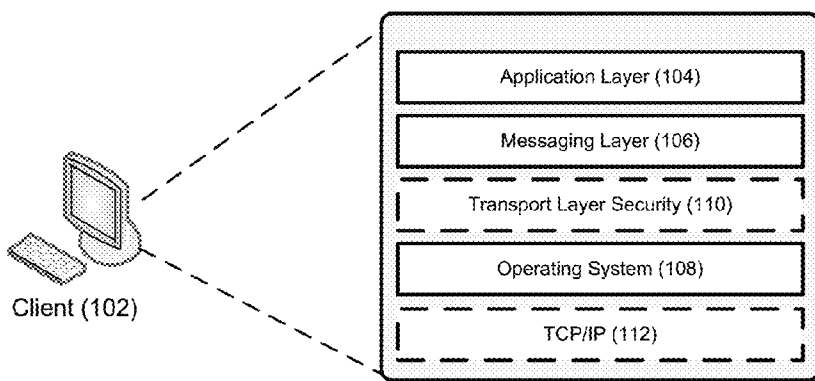 Application Layer (104)
Messaging Layer (106)
Transport Layer Security (110)
Operating System (108)
TCP/IP (112)
Client (102)